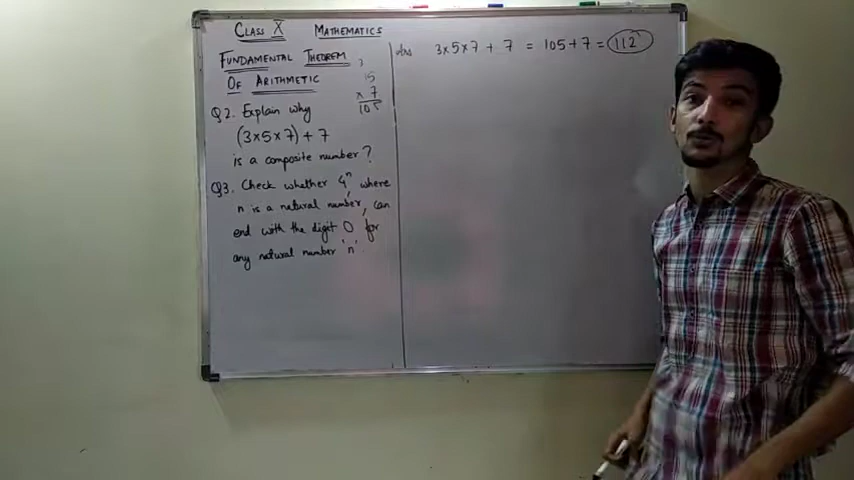 CLASS X MATHEMATICS
FUNDAMENTAL THEOREM
OF ARITHMETIC
15
× 7
105
Q2. Explain why
(3×5×7) + 7
is a composite number?
Q3. Check whether 4ⁿ, where
n is a natural number, can
end with the digit 0 for
any natural number 'n'.
Ans 3×5×7 + 7 = 105+7 = 112